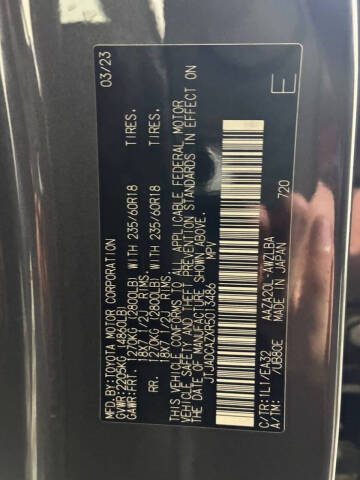 MFD.BY:TOYOTA MOTOR CORPORATION 03/23
GVWR:2205KG (4860LB)
GAWR:FRT. 1270KG (2800LB) WITH 235/60R18 TIRES,
18X7 1/2J RIMS.
RR. 1270KG (2800LB) WITH 235/60R18 TIRES,
18X7 1/2J RIMS.
THIS VEHICLE CONFORMS TO ALL APPLICABLE FEDERAL MOTOR
VEHICLE SAFETY AND THEFT PREVENTION STANDARDS IN EFFECT ON
THE DATE OF MANUFACTURE SHOWN ABOVE.
MPV
C/TR:1L1/EA32 AAZA20L-AWZLBA
A/TM: /UB80E MADE IN JAPAN 720 E